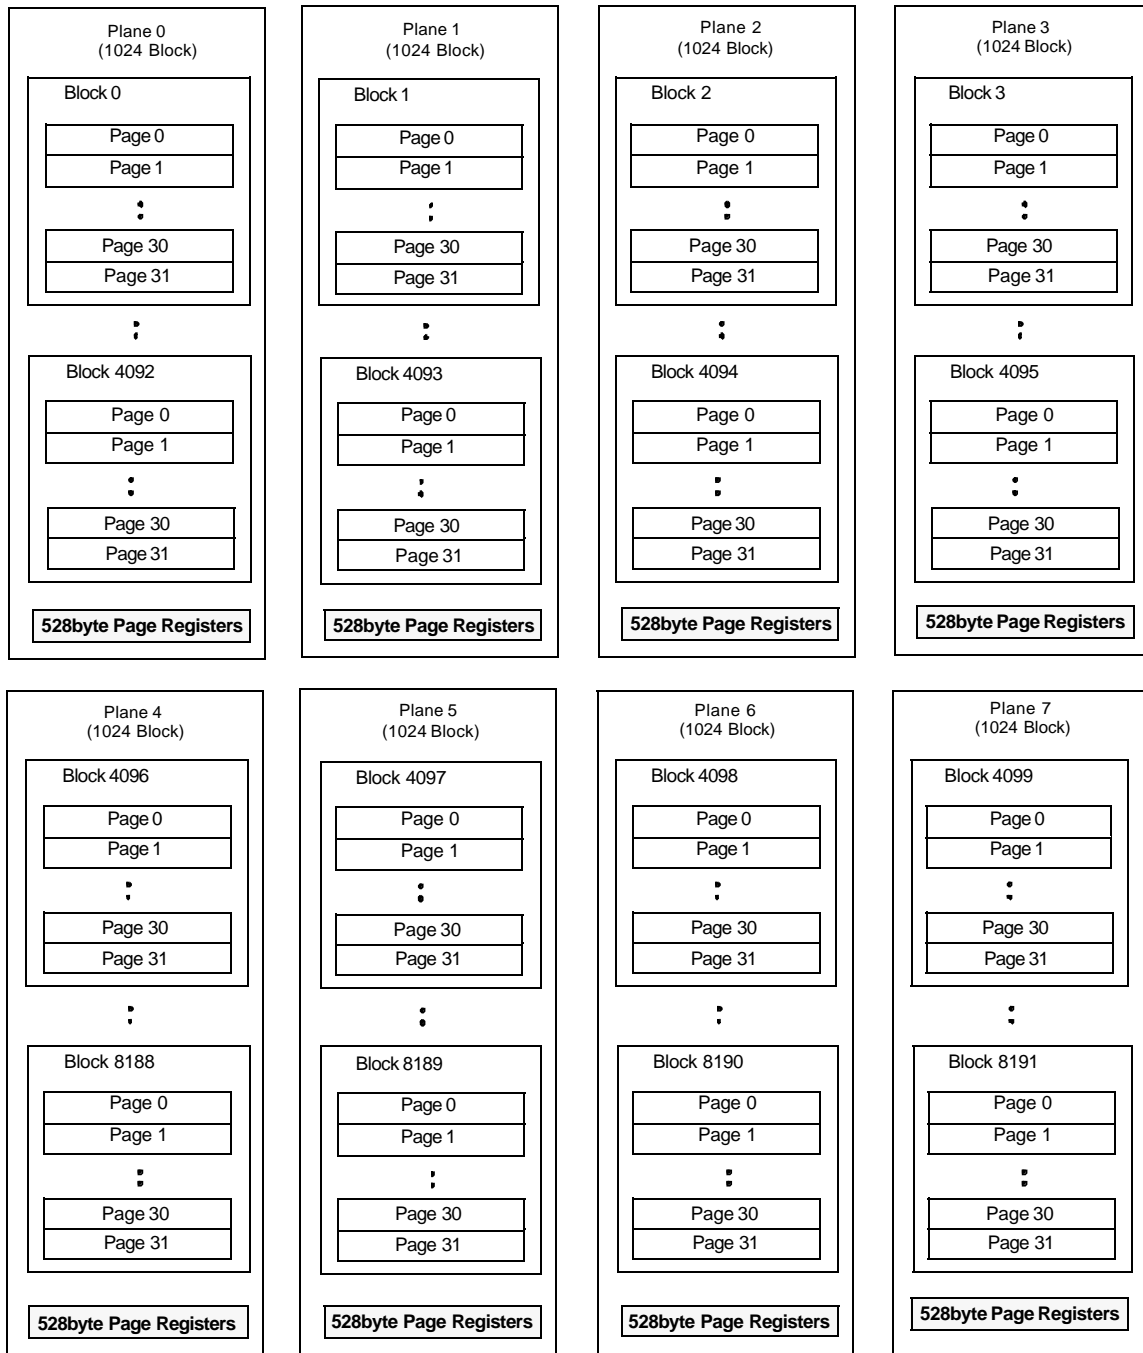 Plane 0
(1024 Block)
Block 0
Page 0
Page 1
Page 30
Page 31
Block 4092
Page 0
Page 1
Page 30
Page 31
528byte Page Registers
Plane 1
(1024 Block)
Block 1
Page 0
Page 1
Page 30
Page 31
Block 4093
Page 0
Page 1
Page 30
Page 31
528byte Page Registers
Plane 2
(1024 Block)
Block 2
Page 0
Page 1
Page 30
Page 31
Block 4094
Page 0
Page 1
Page 30
Page 31
528byte Page Registers
Plane 3
(1024 Block)
Block 3
Page 0
Page 1
Page 30
Page 31
Block 4095
Page 0
Page 1
Page 30
Page 31
528byte Page Registers
Plane 4
(1024 Block)
Block 4096
Page 0
Page 1
Page 30
Page 31
Block 8188
Page 0
Page 1
Page 30
Page 31
528byte Page Registers
Plane 5
(1024 Block)
Block 4097
Page 0
Page 1
Page 30
Page 31
Block 8189
Page 0
Page 1
Page 30
Page 31
528byte Page Registers
Plane 6
(1024 Block)
Block 4098
Page 0
Page 1
Page 30
Page 31
Block 8190
Page 0
Page 1
Page 30
Page 31
528byte Page Registers
Plane 7
(1024 Block)
Block 4099
Page 0
Page 1
Page 30
Page 31
Block 8191
Page 0
Page 1
Page 30
Page 31
528byte Page Registers